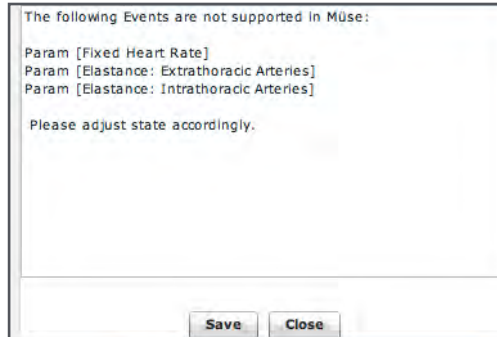 The following Events are not supported in Müse:
Param [Fixed Heart Rate]
Param [Elastance: Extrathoracic Arteries]
Param [Elastance: Intrathoracic Arteries]
Please adjust state accordingly.
Save Close